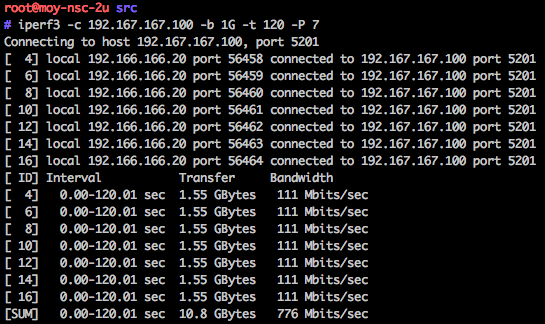 root@moy-nsc-2u src
# iperf3 -c 192.167.167.100 -b 1G -t 120 -P 7
Connecting to host 192.167.167.100, port 5201
[  4] local 192.166.166.20 port 56458 connected to 192.167.167.100 port 5201
[  6] local 192.166.166.20 port 56459 connected to 192.167.167.100 port 5201
[  8] local 192.166.166.20 port 56460 connected to 192.167.167.100 port 5201
[ 10] local 192.166.166.20 port 56461 connected to 192.167.167.100 port 5201
[ 12] local 192.166.166.20 port 56462 connected to 192.167.167.100 port 5201
[ 14] local 192.166.166.20 port 56463 connected to 192.167.167.100 port 5201
[ 16] local 192.166.166.20 port 56464 connected to 192.167.167.100 port 5201
[ ID] Interval           Transfer     Bandwidth
[  4]   0.00-120.01 sec  1.55 GBytes   111 Mbits/sec
[  6]   0.00-120.01 sec  1.55 GBytes   111 Mbits/sec
[  8]   0.00-120.01 sec  1.55 GBytes   111 Mbits/sec
[ 10]   0.00-120.01 sec  1.55 GBytes   111 Mbits/sec
[ 12]   0.00-120.01 sec  1.55 GBytes   111 Mbits/sec
[ 14]   0.00-120.01 sec  1.55 GBytes   111 Mbits/sec
[ 16]   0.00-120.01 sec  1.55 GBytes   111 Mbits/sec
[SUM]   0.00-120.01 sec  10.8 GBytes   776 Mbits/sec